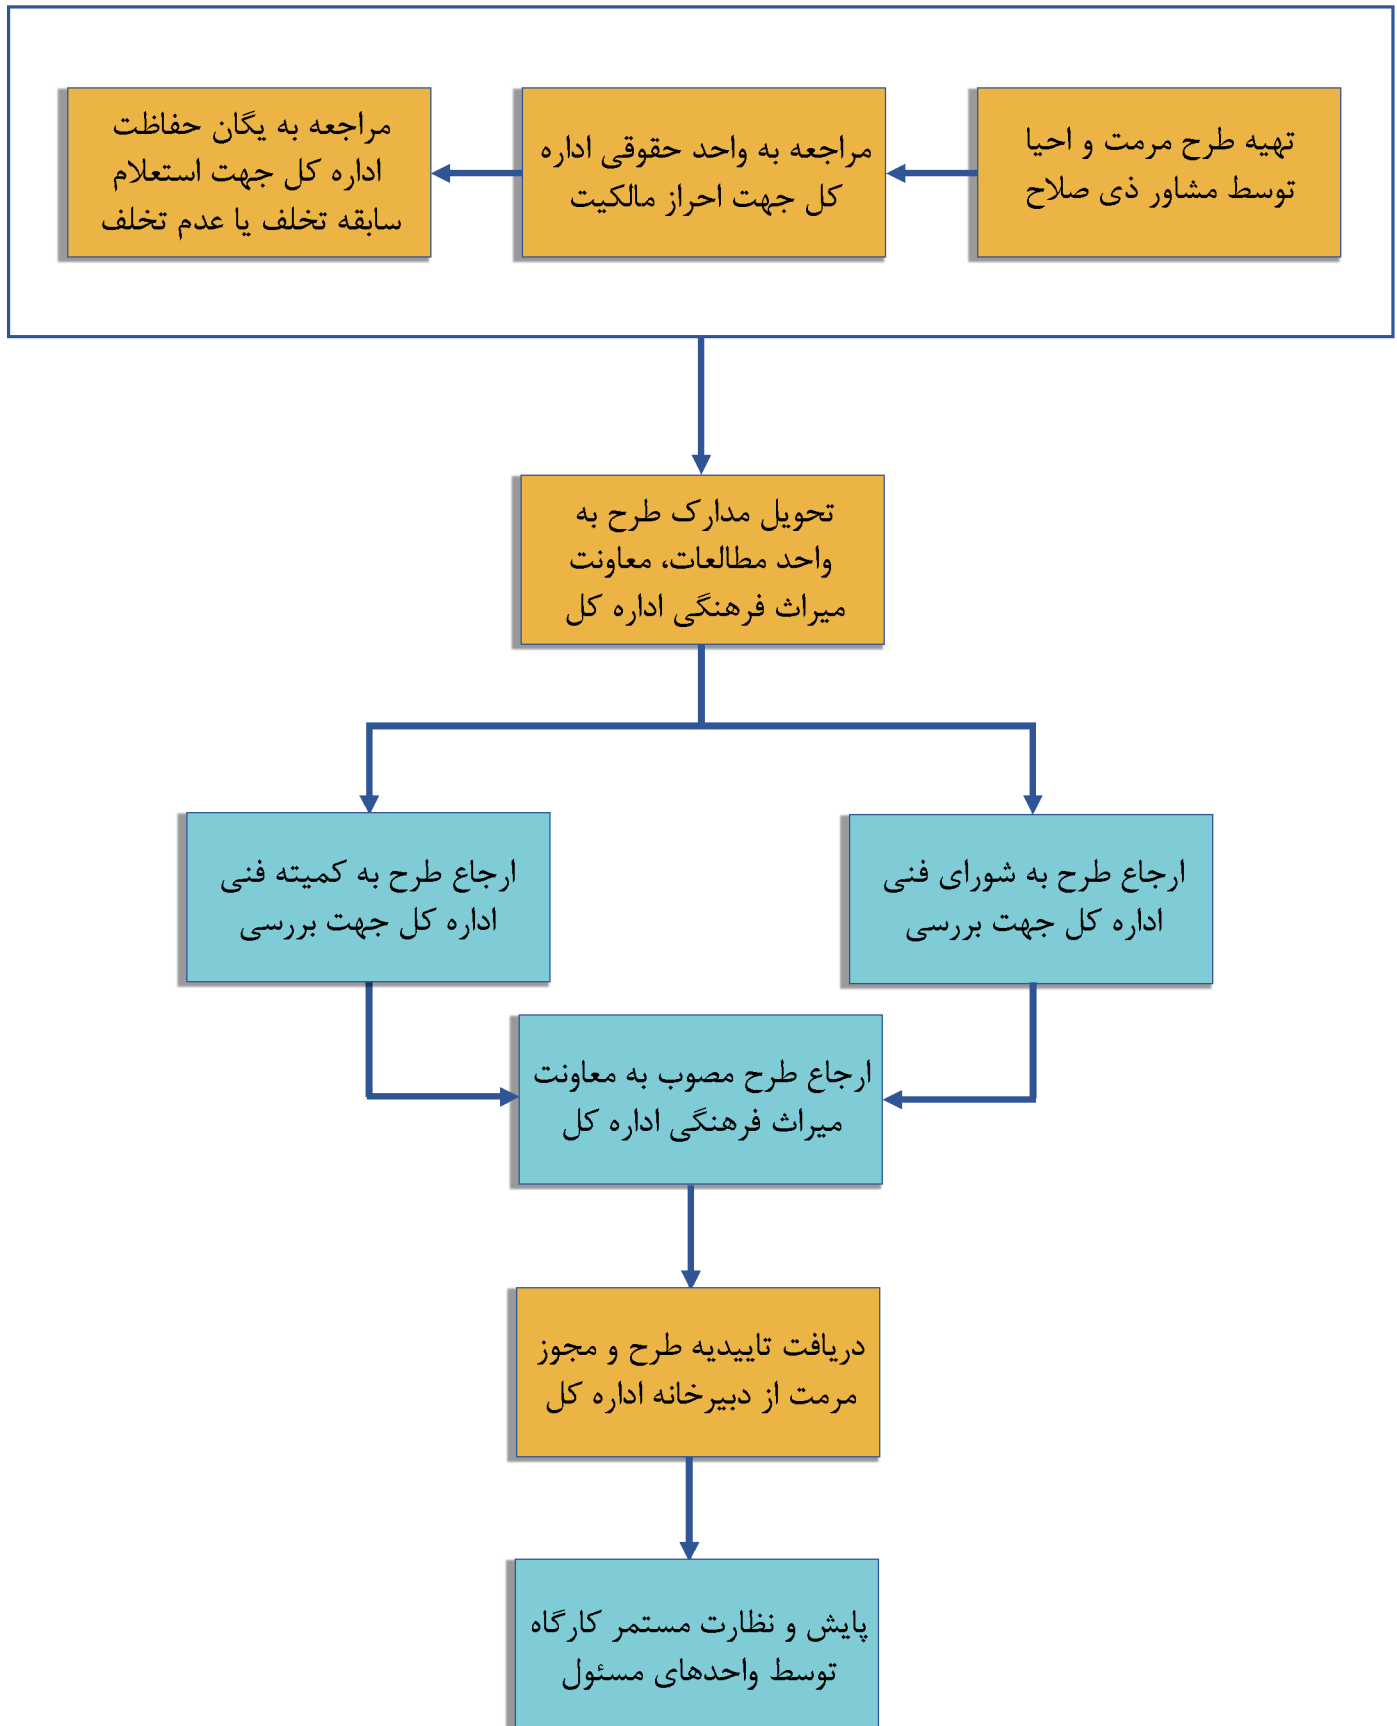 تهیه طرح مرمت و احیا
توسط مشاور ذی صلاح
مراجعه به واحد حقوقی اداره
کل جهت احراز مالکیت
مراجعه به یگان حفاظت
اداره کل جهت استعلام
سابقه تخلف یا عدم تخلف
تحویل مدارک طرح به
واحد مطالعات، معاونت
میراث فرهنگی اداره کل
ارجاع طرح به شورای فنی
اداره کل جهت بررسی
ارجاع طرح به کمیته فنی
اداره کل جهت بررسی
ارجاع طرح مصوب به معاونت
میراث فرهنگی اداره کل
دریافت تاییدیه طرح و مجوز
مرمت از دبیرخانه اداره کل
پایش و نظارت مستمر کارگاه
توسط واحدهای مسئول